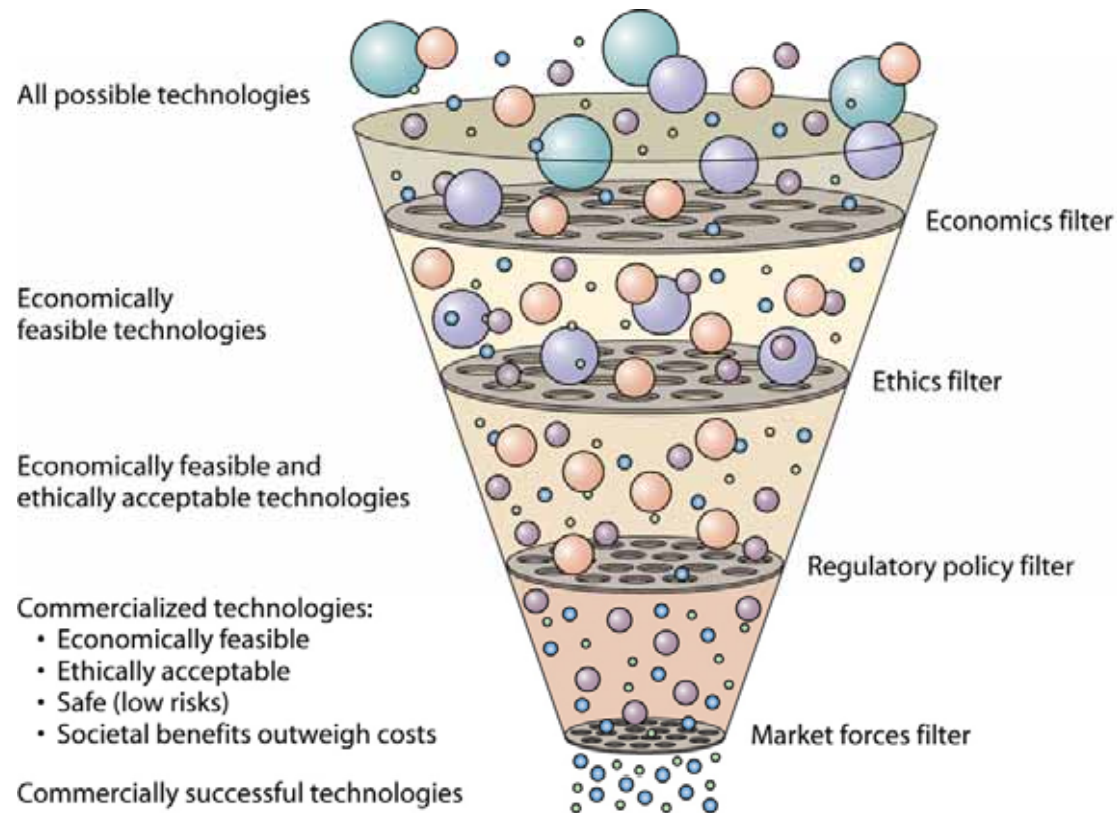 All possible technologies
Economics filter
Economically
feasible technologies
Ethics filter
Economically feasible and
ethically acceptable technologies
Regulatory policy filter
Commercialized technologies:
• Economically feasible
• Ethically acceptable
• Safe (low risks)
• Societal benefits outweigh costs
Market forces filter
Commercially successful technologies